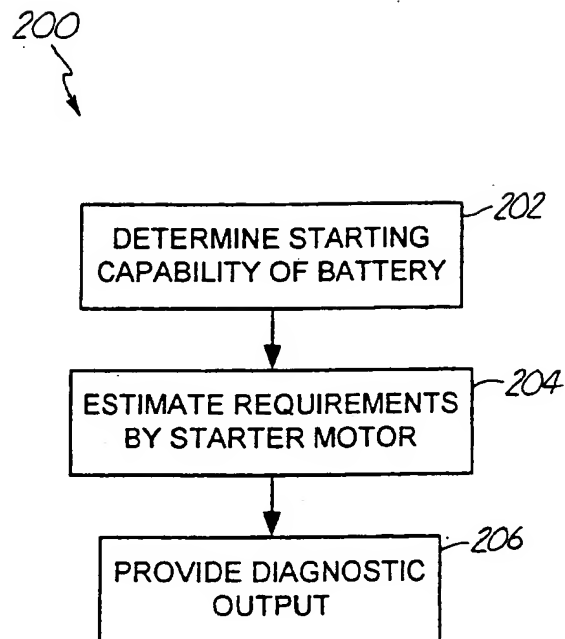 200
202
DETERMINE STARTING
CAPABILITY OF BATTERY
204
ESTIMATE REQUIREMENTS
BY STARTER MOTOR
206
PROVIDE DIAGNOSTIC
OUTPUT